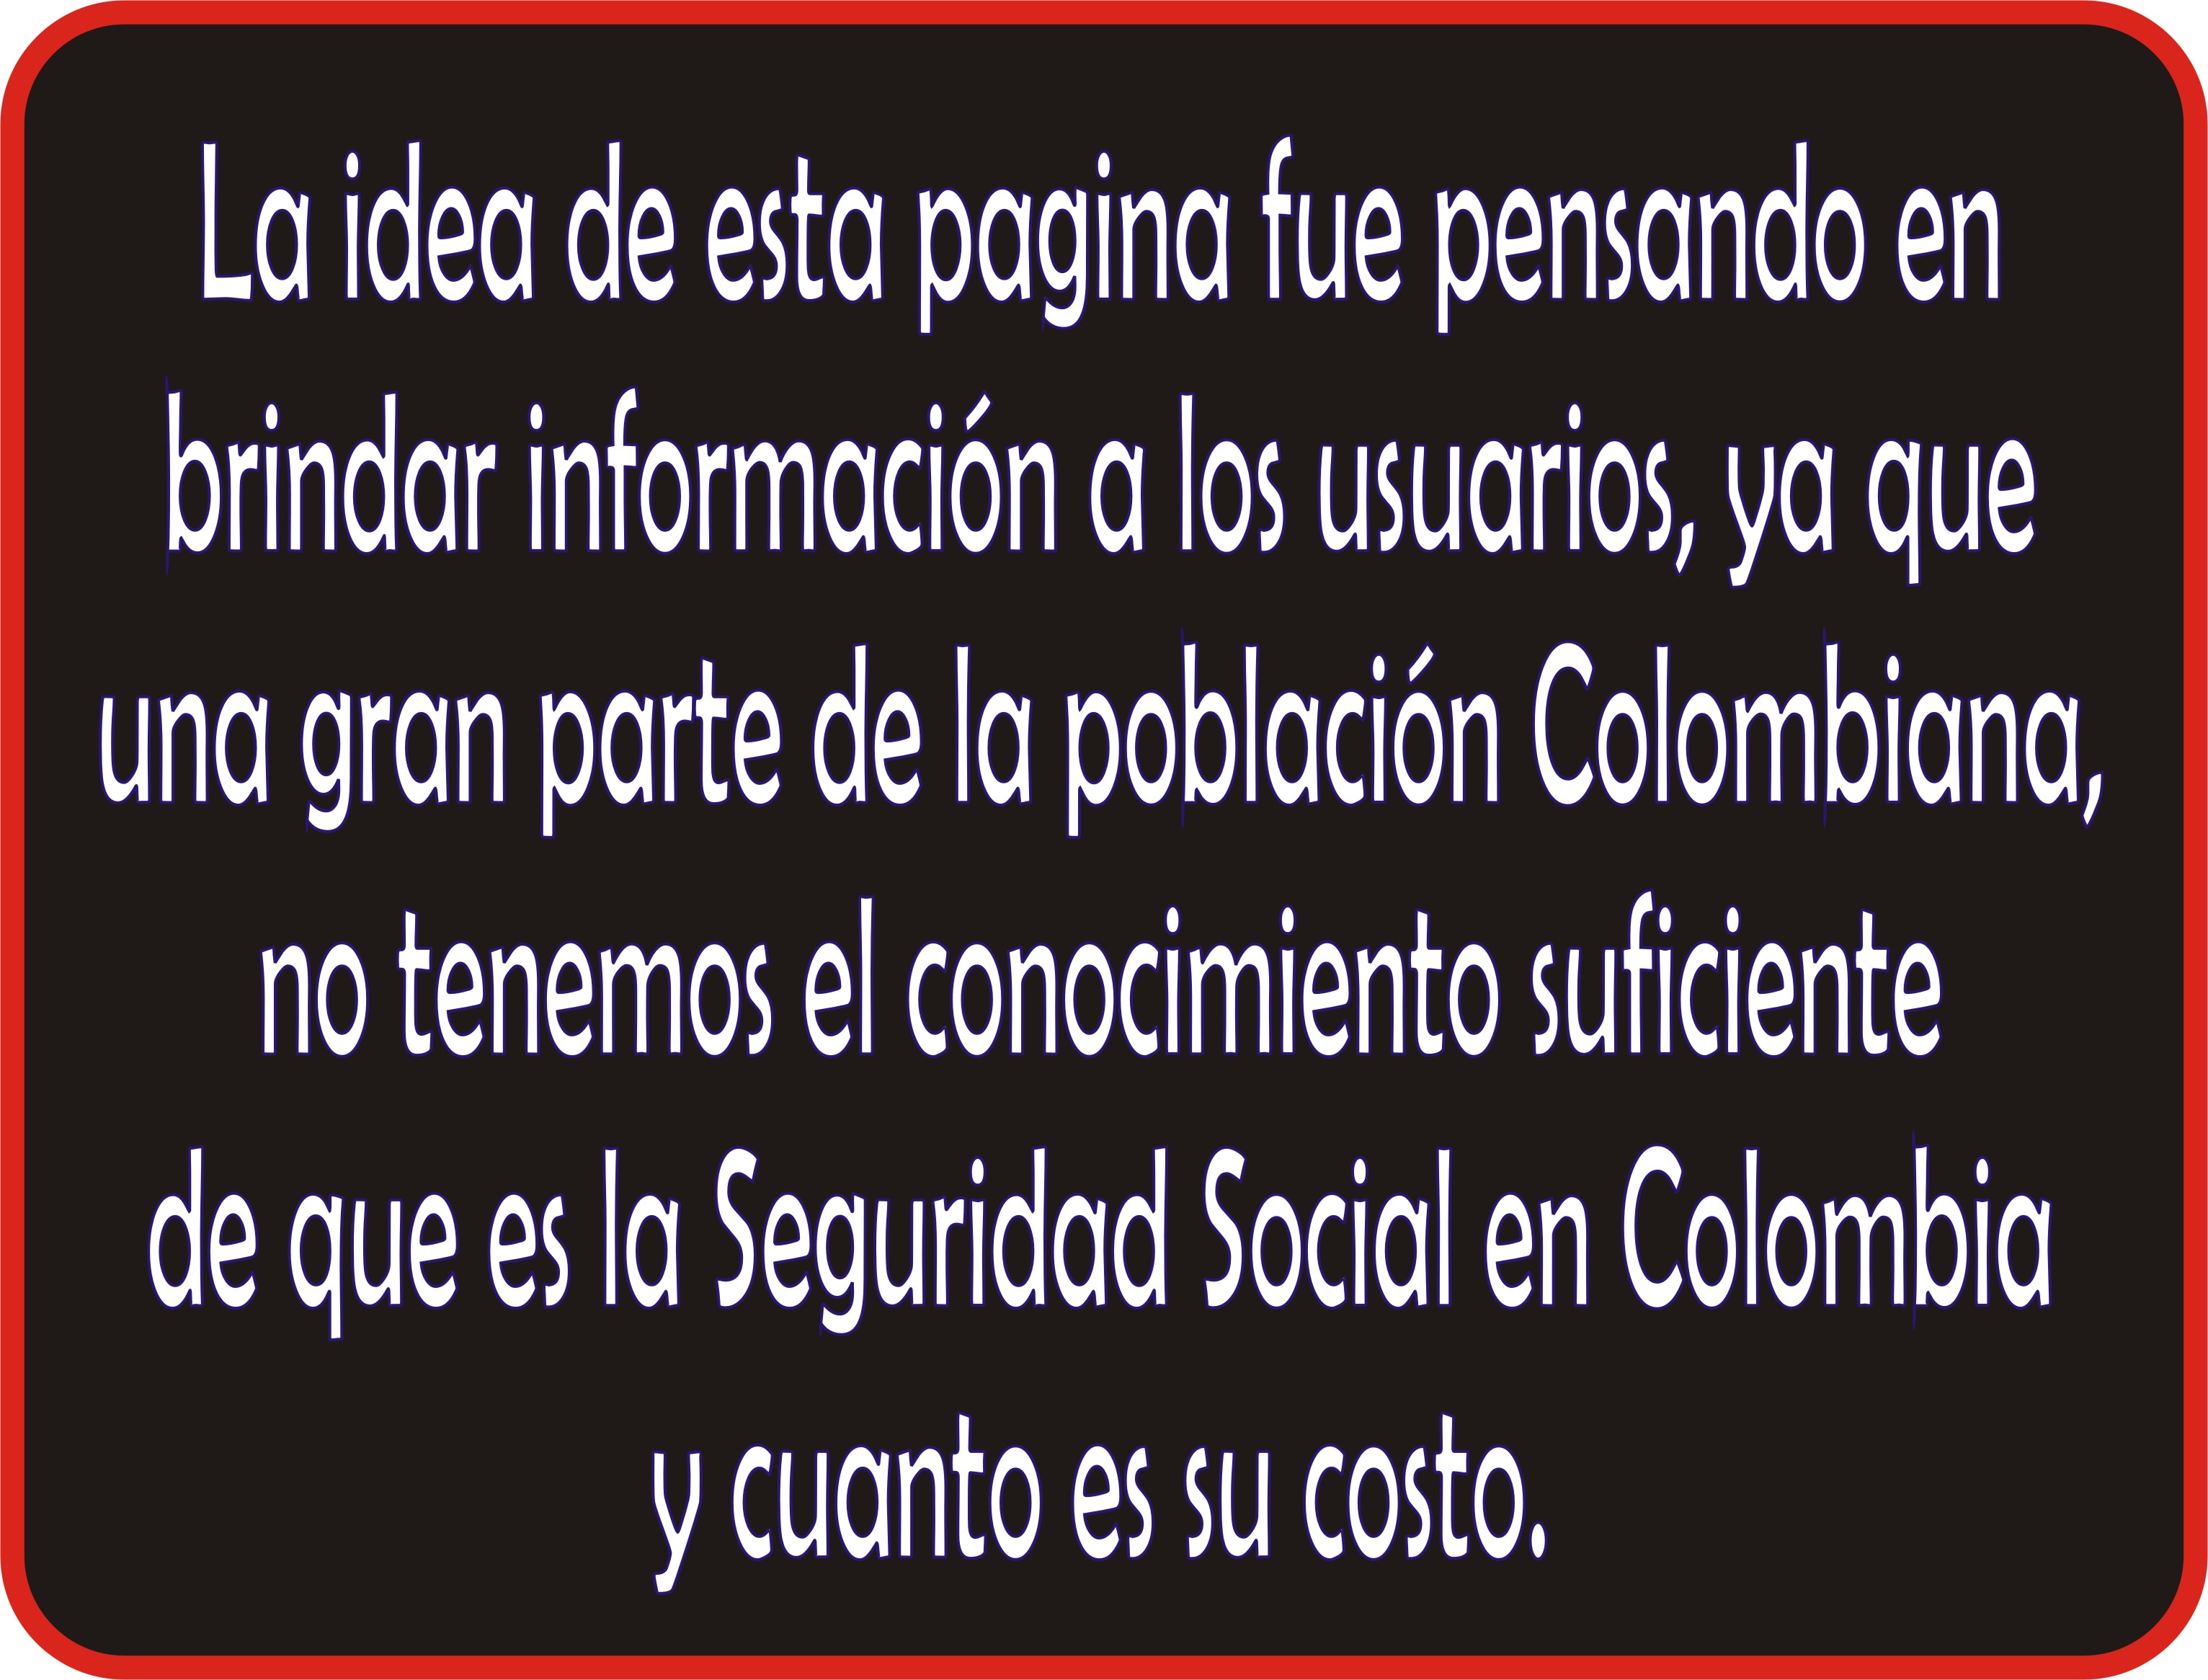 La idea de esta pagina fue pensando en
brindar información a los usuarios, ya que
una gran parte de la población Colombiana,
no tenemos el conocimiento suficiente
de que es la Seguridad Social en Colombia
y cuanto es su costo.